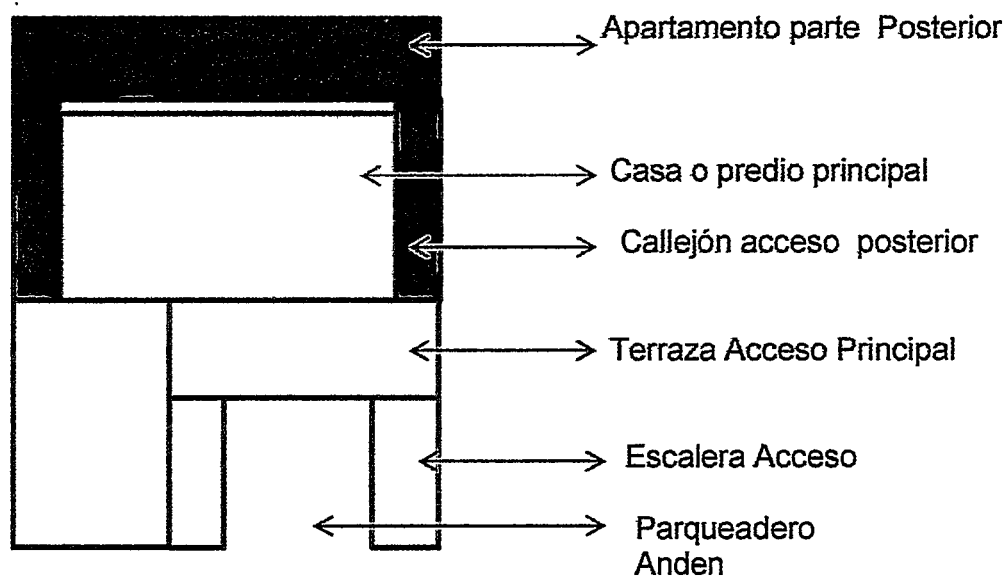 Apartamento parte Posterior
Casa o predio principal
Callejón acceso posterior
Terraza Acceso Principal
Escalera Acceso
Parqueadero
Anden